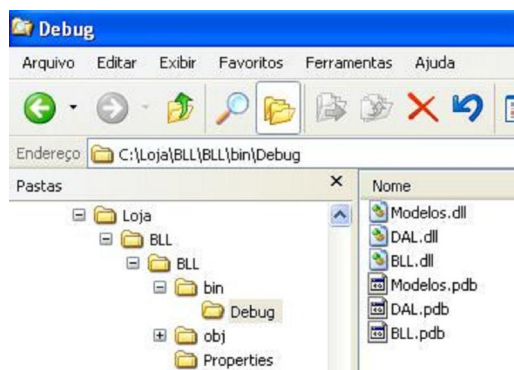 Debug
Arquivo Editar Exibir Favoritos Ferramentas Ajuda
Endereço C:\Loja\BLL\BLL\bin\Debug
Pastas
Loja
BLL
BLL
bin
Debug
obj
Properties
Nome
Modelos.dll
DAL.dll
BLL.dll
Modelos.pdb
DAL.pdb
BLL.pdb